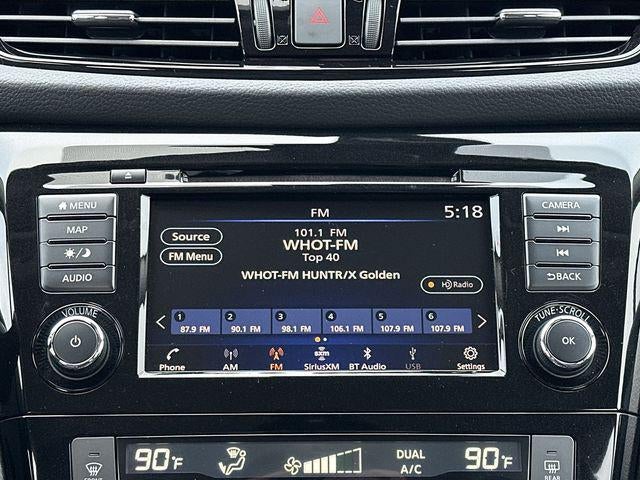 MENU
MAP
AUDIO
VOLUME
FM
5:18
Source
FM Menu
101.1 FM
WHOT-FM
Top 40
WHOT-FM HUNTR/X Golden
HD Radio
1 2 3 4 5 6
87.9 FM 90.1 FM 98.1 FM 106.1 FM 107.9 FM 107.9 FM
sxm
Phone AM FM SiriusXM BT Audio USB Settings
CAMERA
BACK
TUNE·SCROLL
OK
90°F
DUAL
A/C
90°F
FRONT
REAR